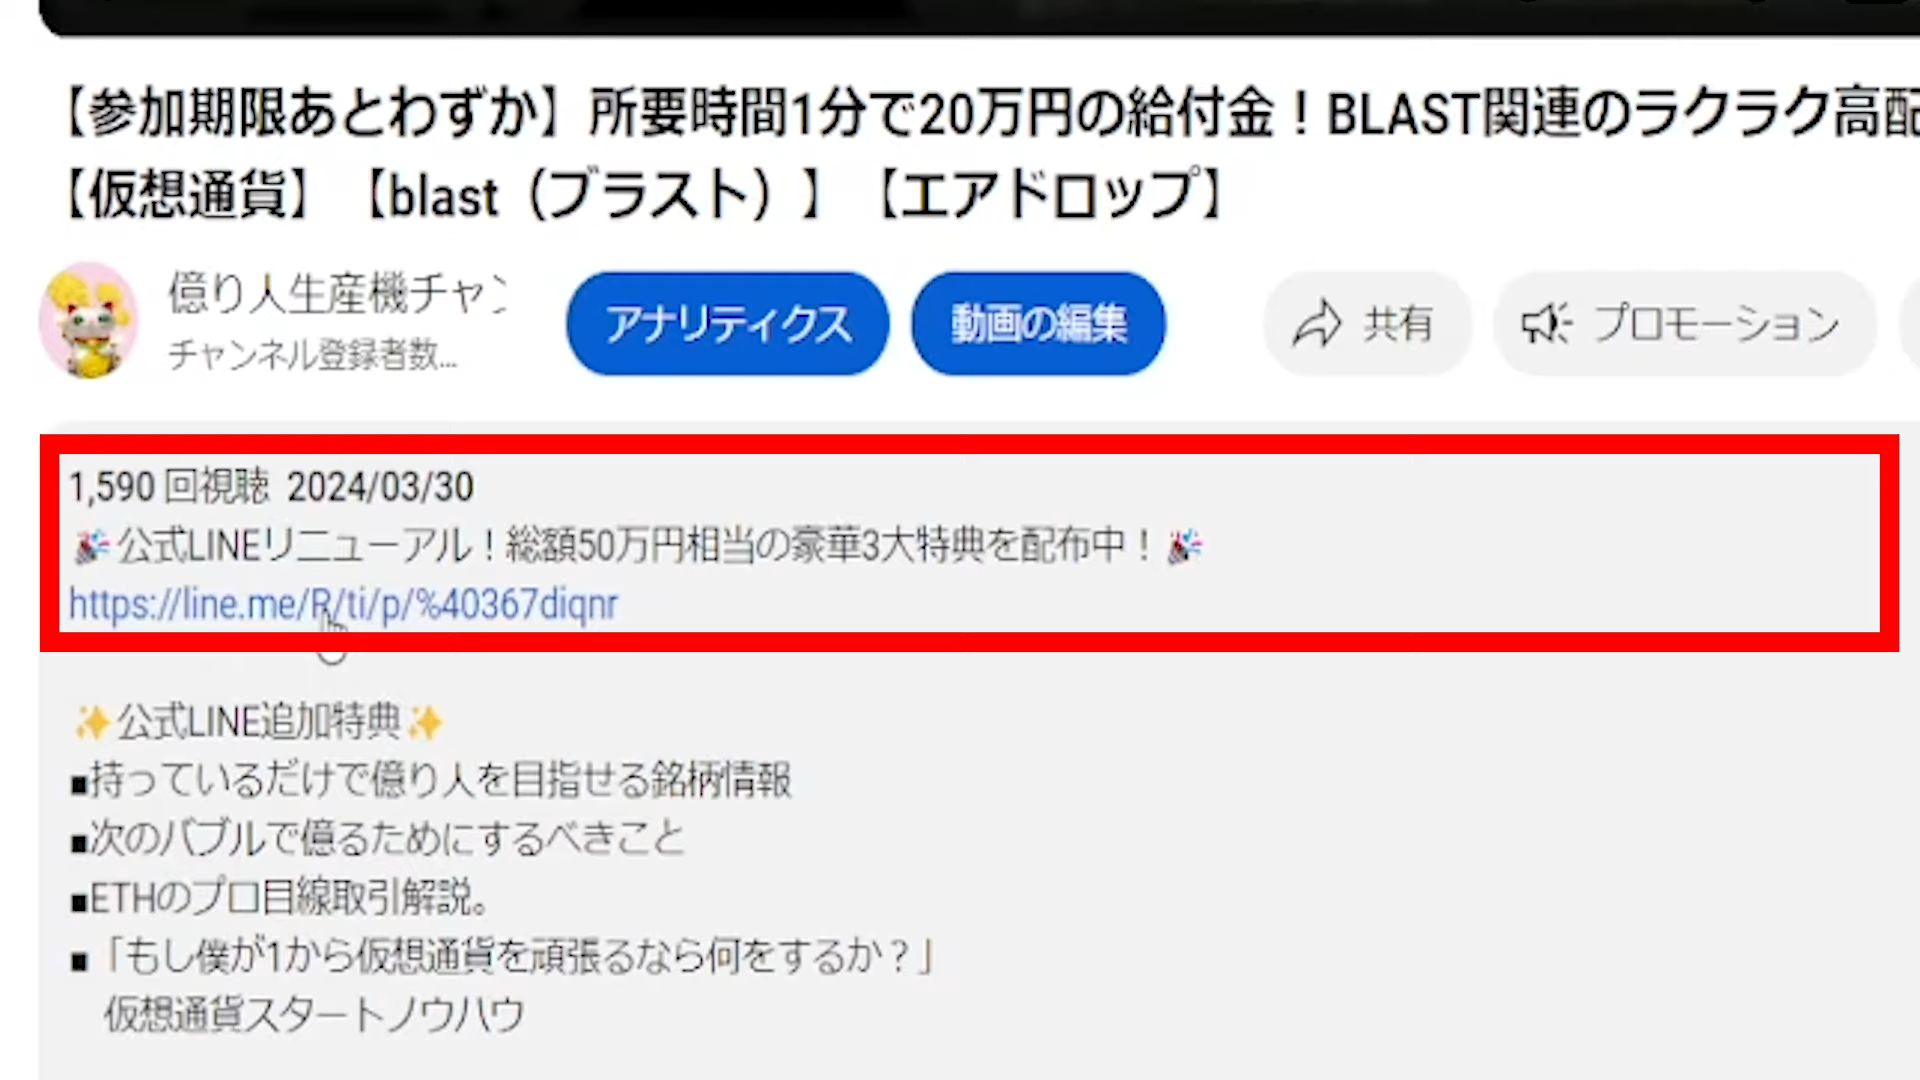 【参加期限あとわずか】所要時間1分で20万円の給付金！BLAST関連のラクラク高配
【仮想通貨】【blast（ブラスト）】【エアドロップ】
億り人生産機チャン
チャンネル登録者数...
アナリティクス
動画の編集
共有
プロモーション
1,590 回視聴 2024/03/30
🎉公式LINEリニューアル！総額50万円相当の豪華3大特典を配布中！🎉
https://line.me/R/ti/p/%40367diqnr
✨公式LINE追加特典✨
■持っているだけで億り人を目指せる銘柄情報
■次のバブルで億るためにするべきこと
■ETHのプロ目線取引解説。
■「もし僕が1から仮想通貨を頑張るなら何をするか？」
仮想通貨スタートノウハウ